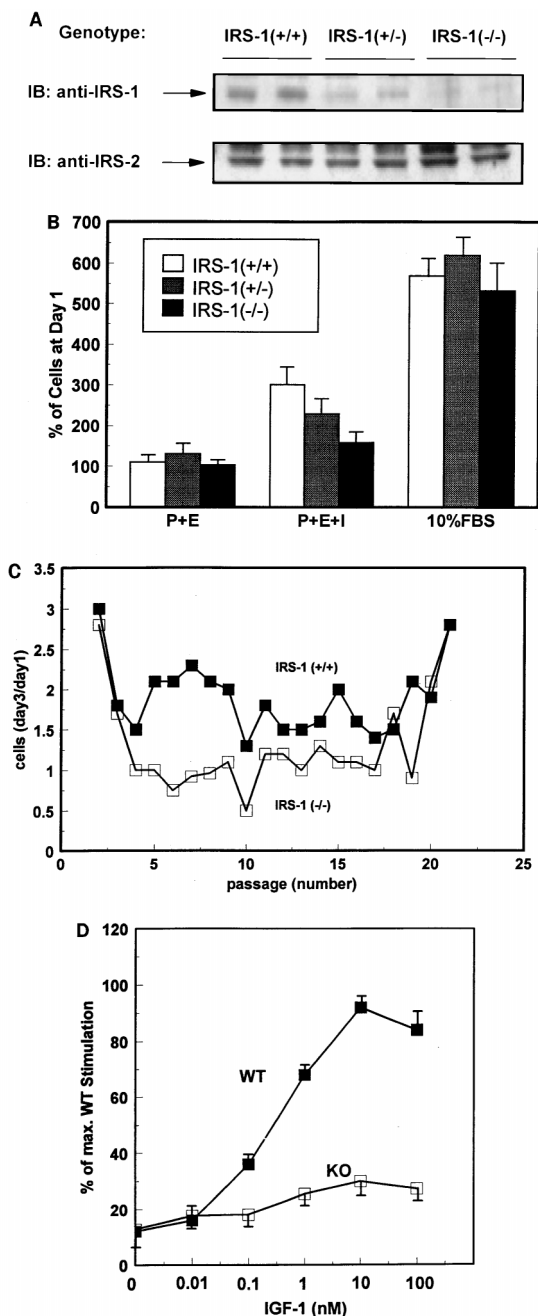 A
Genotype: IRS-1(+/+) IRS-1(+/-) IRS-1(-/-)
IB: anti-IRS-1
IB: anti-IRS-2
B
700
600
500
400
300
200
100
0
% of Cells at Day 1
IRS-1(+/+)
IRS-1(+/-)
IRS-1(-/-)
P+E P+E+I 10%FBS
C
3.5
3
2.5
2
1.5
1
0.5
0
cells (day3/day1)
IRS-1 (+/+)
IRS-1 (-/-)
0 5 10 15 20 25
passage (number)
D
120
100
80
60
40
20
0
% of max. WT Stimulation
WT
KO
0 0.01 0.1 1 10 100
IGF-1 (nM)